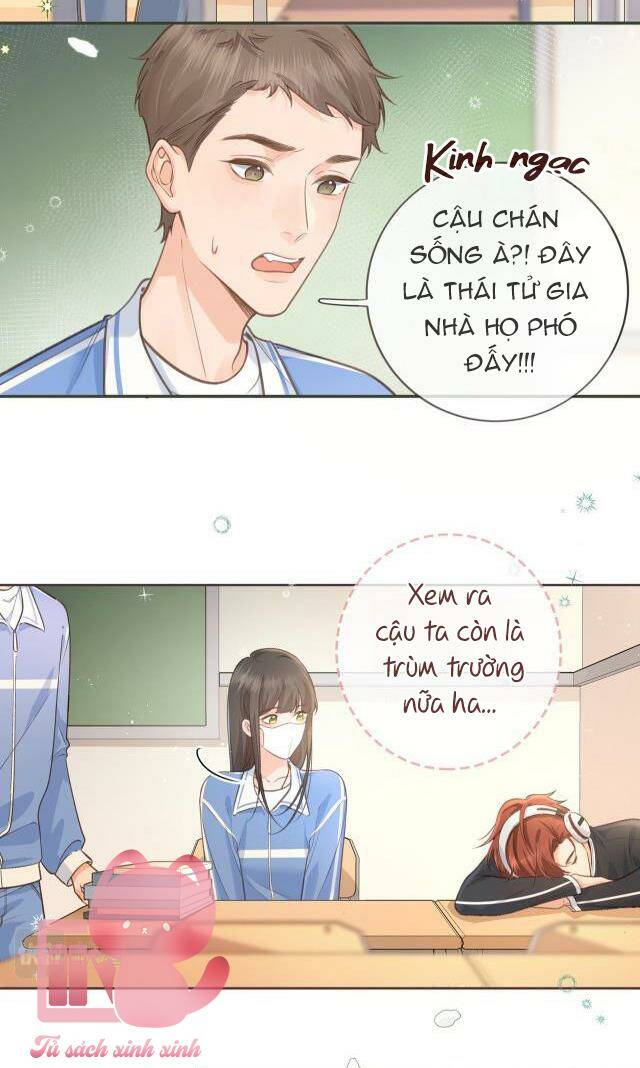 Kinh ngạc
CẬU CHÁN
SỐNG À?! ĐÂY
LÀ THÁI TỬ GIA
NHÀ HỌ PHÓ
ĐẤY!!!
Xem ra
cậu ta còn là
trùm trường
nữa ha...
Tủ sách xinh xinh